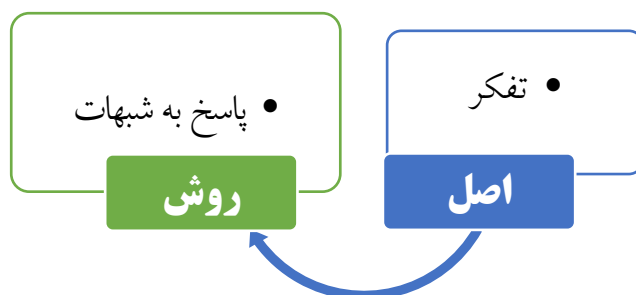 • تفکر
اصل
• پاسخ به شبهات
روش